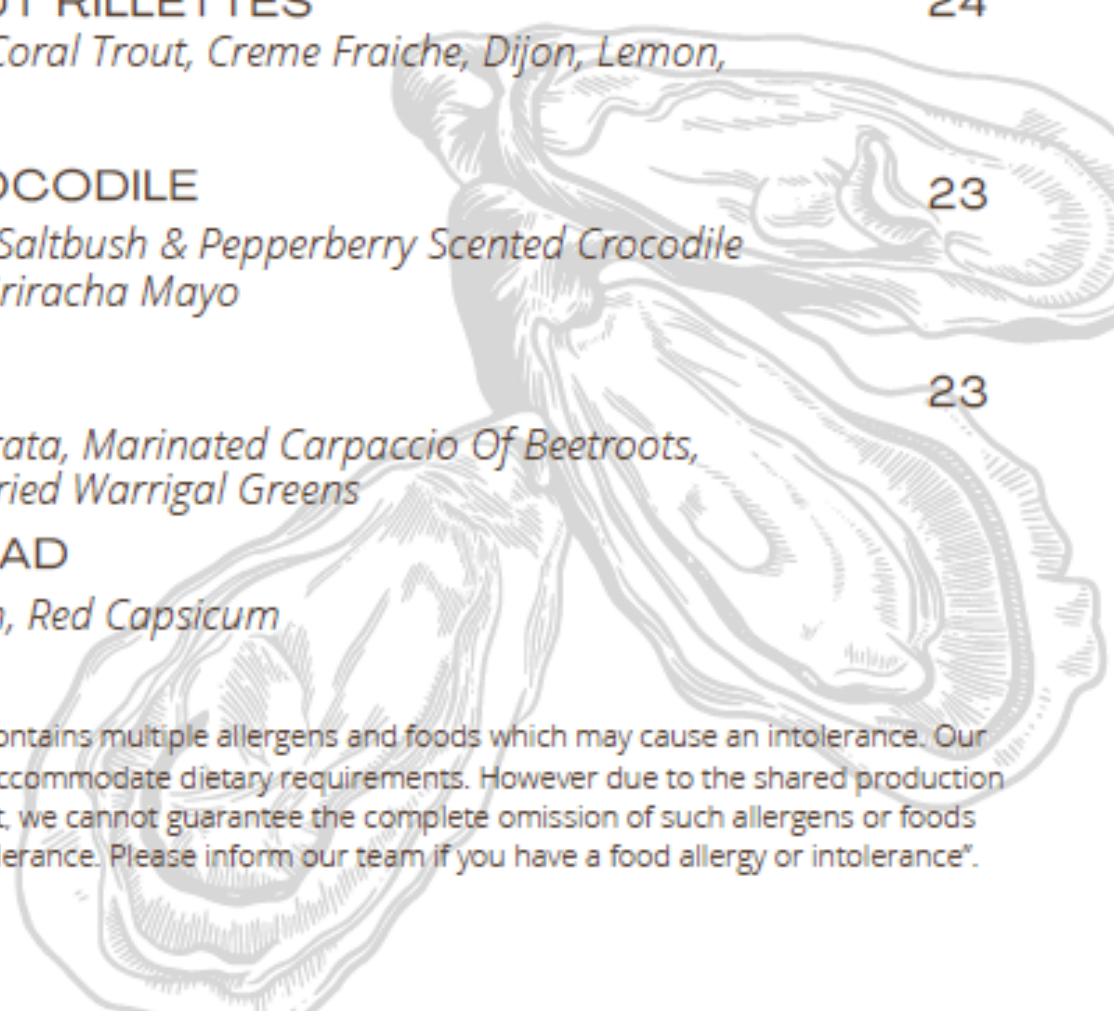 RILLETTES 24
Coral Trout, Creme Fraiche, Dijon, Lemon,
OCODILE 23
Saltbush & Pepperberry Scented Crocodile
riracha Mayo
23
rata, Marinated Carpaccio Of Beetroots,
ried Warrigal Greens
AD
, Red Capsicum
ontains multiple allergens and foods which may cause an intolerance. Our
ccommodate dietary requirements. However due to the shared production
t, we cannot guarantee the complete omission of such allergens or foods
lerance. Please inform our team if you have a food allergy or intolerance”.